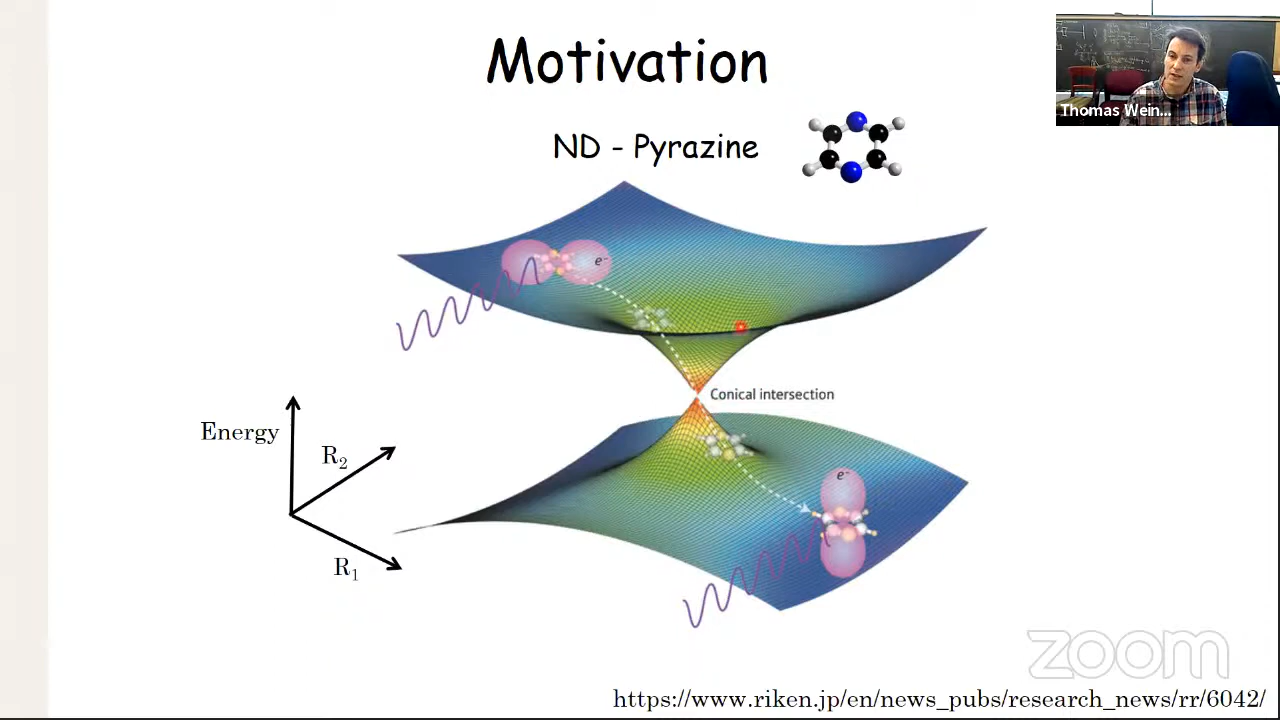 Motivation
Thomas Wein...
ND - Pyrazine
e⁻
Conical intersection
Energy
R₂
e⁻
R₁
zoom
https://www.riken.jp/en/news_pubs/research_news/rr/6042/